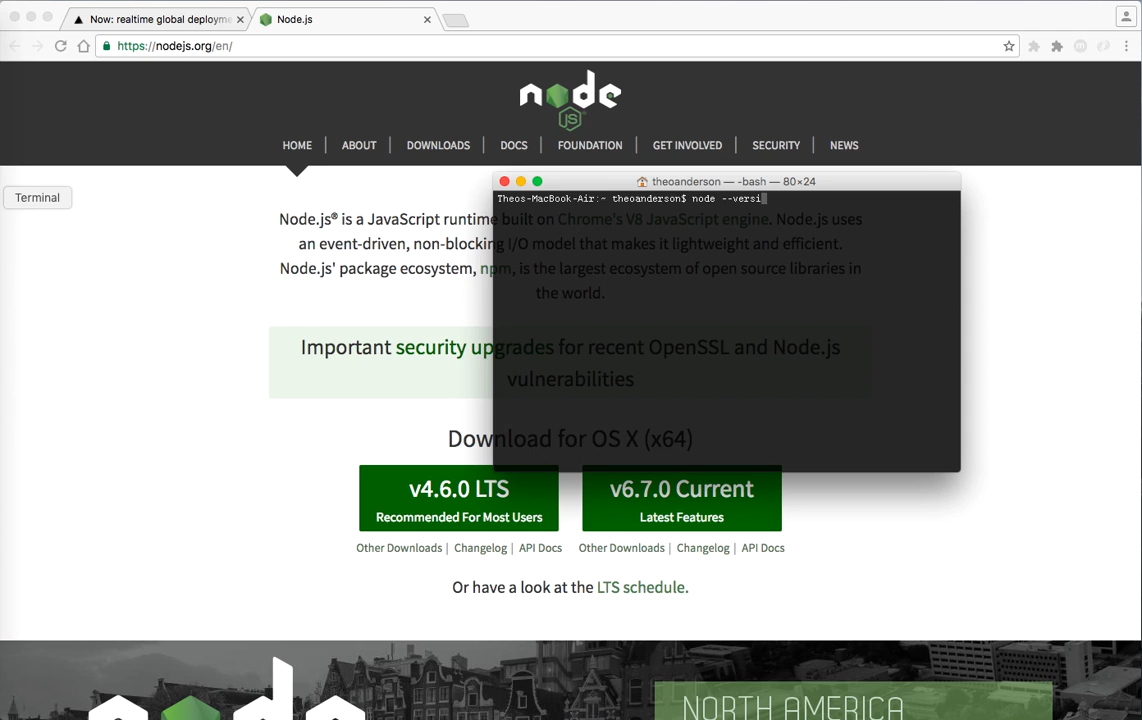 Now: realtime global deployme
Node.js
https://nodejs.org/en/
node
JS
HOME
ABOUT
DOWNLOADS
DOCS
FOUNDATION
GET INVOLVED
SECURITY
NEWS
Terminal
theoanderson — -bash — 80×24
Theos-MacBook-Air:~ theoanderson$ node --versi
Node.js® is a JavaScript runtime built on Chrome's V8 JavaScript engine. Node.js uses
an event-driven, non-blocking I/O model that makes it lightweight and efficient.
Node.js' package ecosystem, npm, is the largest ecosystem of open source libraries in
the world.
Important security upgrades for recent OpenSSL and Node.js
vulnerabilities
Download for OS X (x64)
v4.6.0 LTS
Recommended For Most Users
v6.7.0 Current
Latest Features
Other Downloads | Changelog | API Docs
Other Downloads | Changelog | API Docs
Or have a look at the LTS schedule.
node
NORTH AMERICA